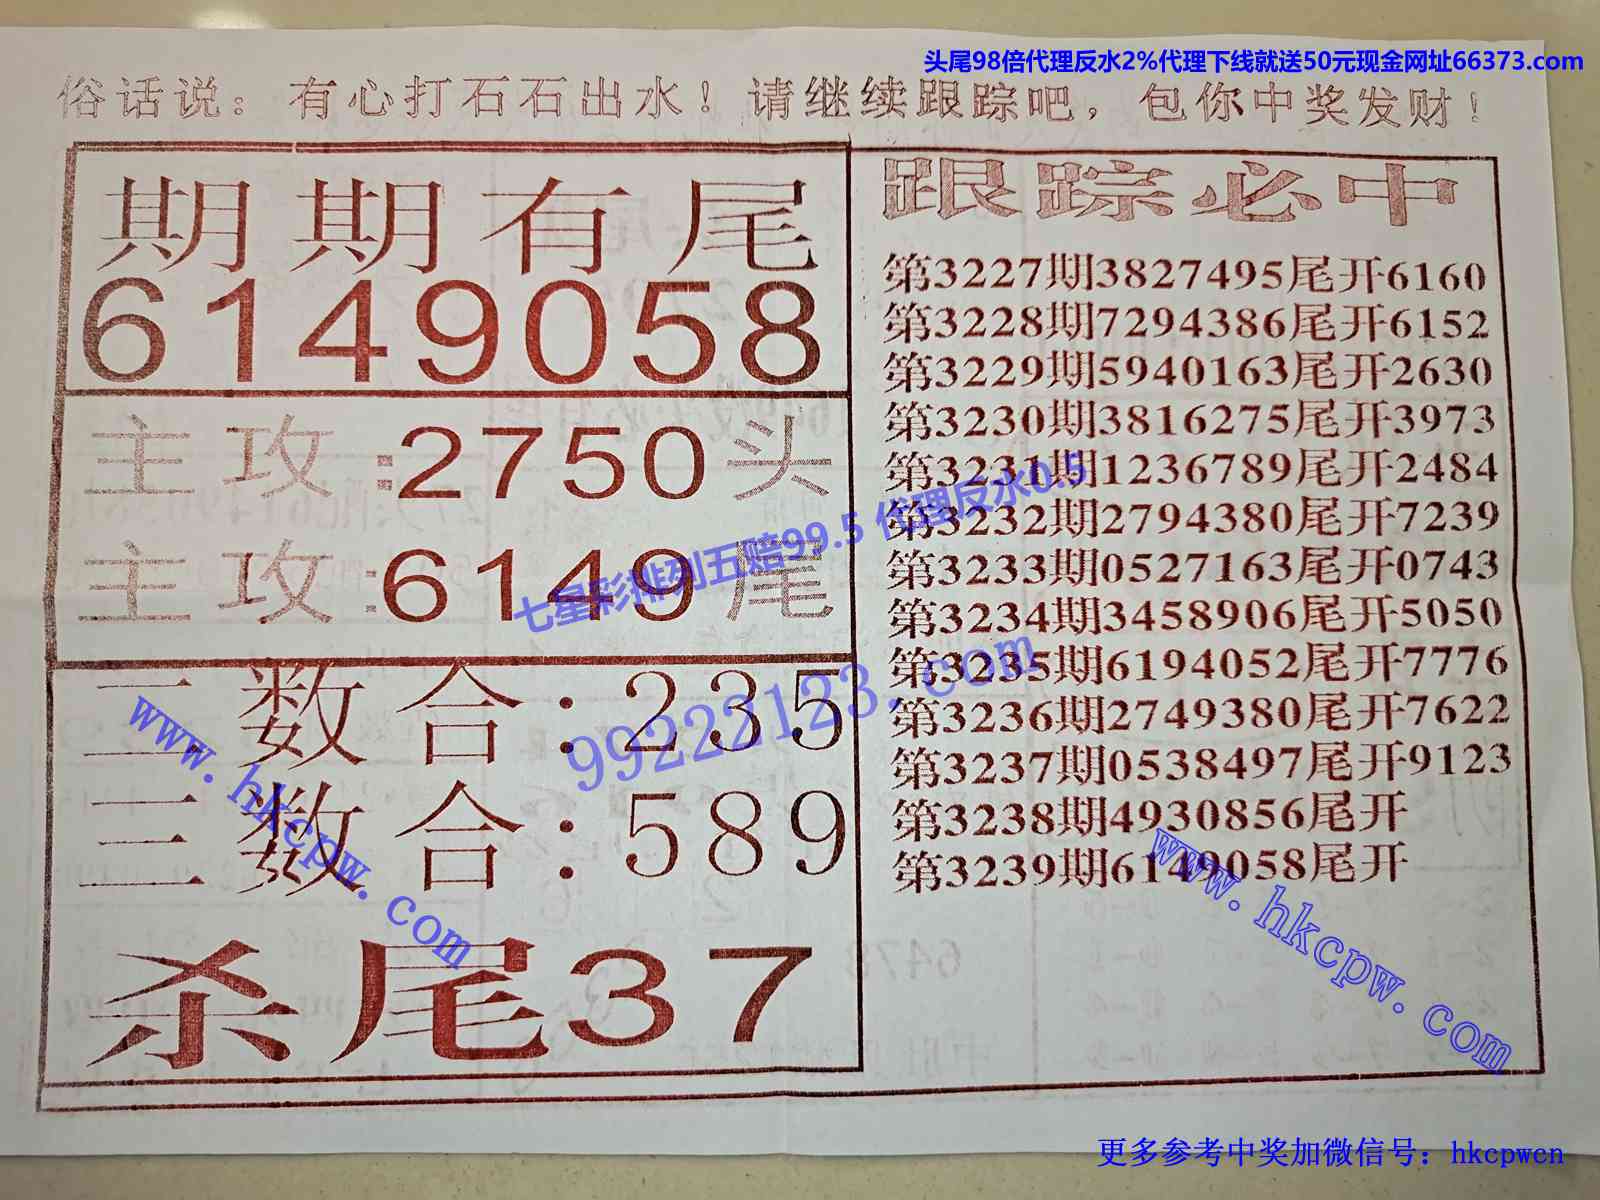 头尾98倍代理反水2%代理下线就送50元现金网址66373.com
俗话说：有心打石石出水！请继续跟踪吧，包你中奖发财！
期期有尾
6149058
主攻:2750头
主攻:6149尾
二数合:235
三数合:589
杀尾37
跟踪必中
第3227期3827495尾开6160
第3228期7294386尾开6152
第3229期5940163尾开2630
第3230期3816275尾开3973
第3231期1236789尾开2484
第3232期2794380尾开7239
第3233期0527163尾开0743
第3234期3458906尾开5050
第3235期6194052尾开7776
第3236期2749380尾开7622
第3237期0538497尾开9123
第3238期4930856尾开
第3239期6149058尾开
七星彩排列五赔99.5 代理反水0.5
99222123.com
www.hkcpw.com
www.hkcpw.com
更多参考中奖加微信号：hkcpwcn